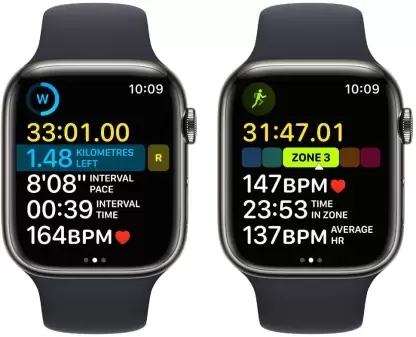 W
10:09
33:01.00
1.48 KILOMETRES LEFT
R
8'08" INTERVAL PACE
00:39 INTERVAL TIME
164BPM
10:09
31:47.01
ZONE 3
147BPM
23:53 TIME IN ZONE
137BPM AVERAGE HR